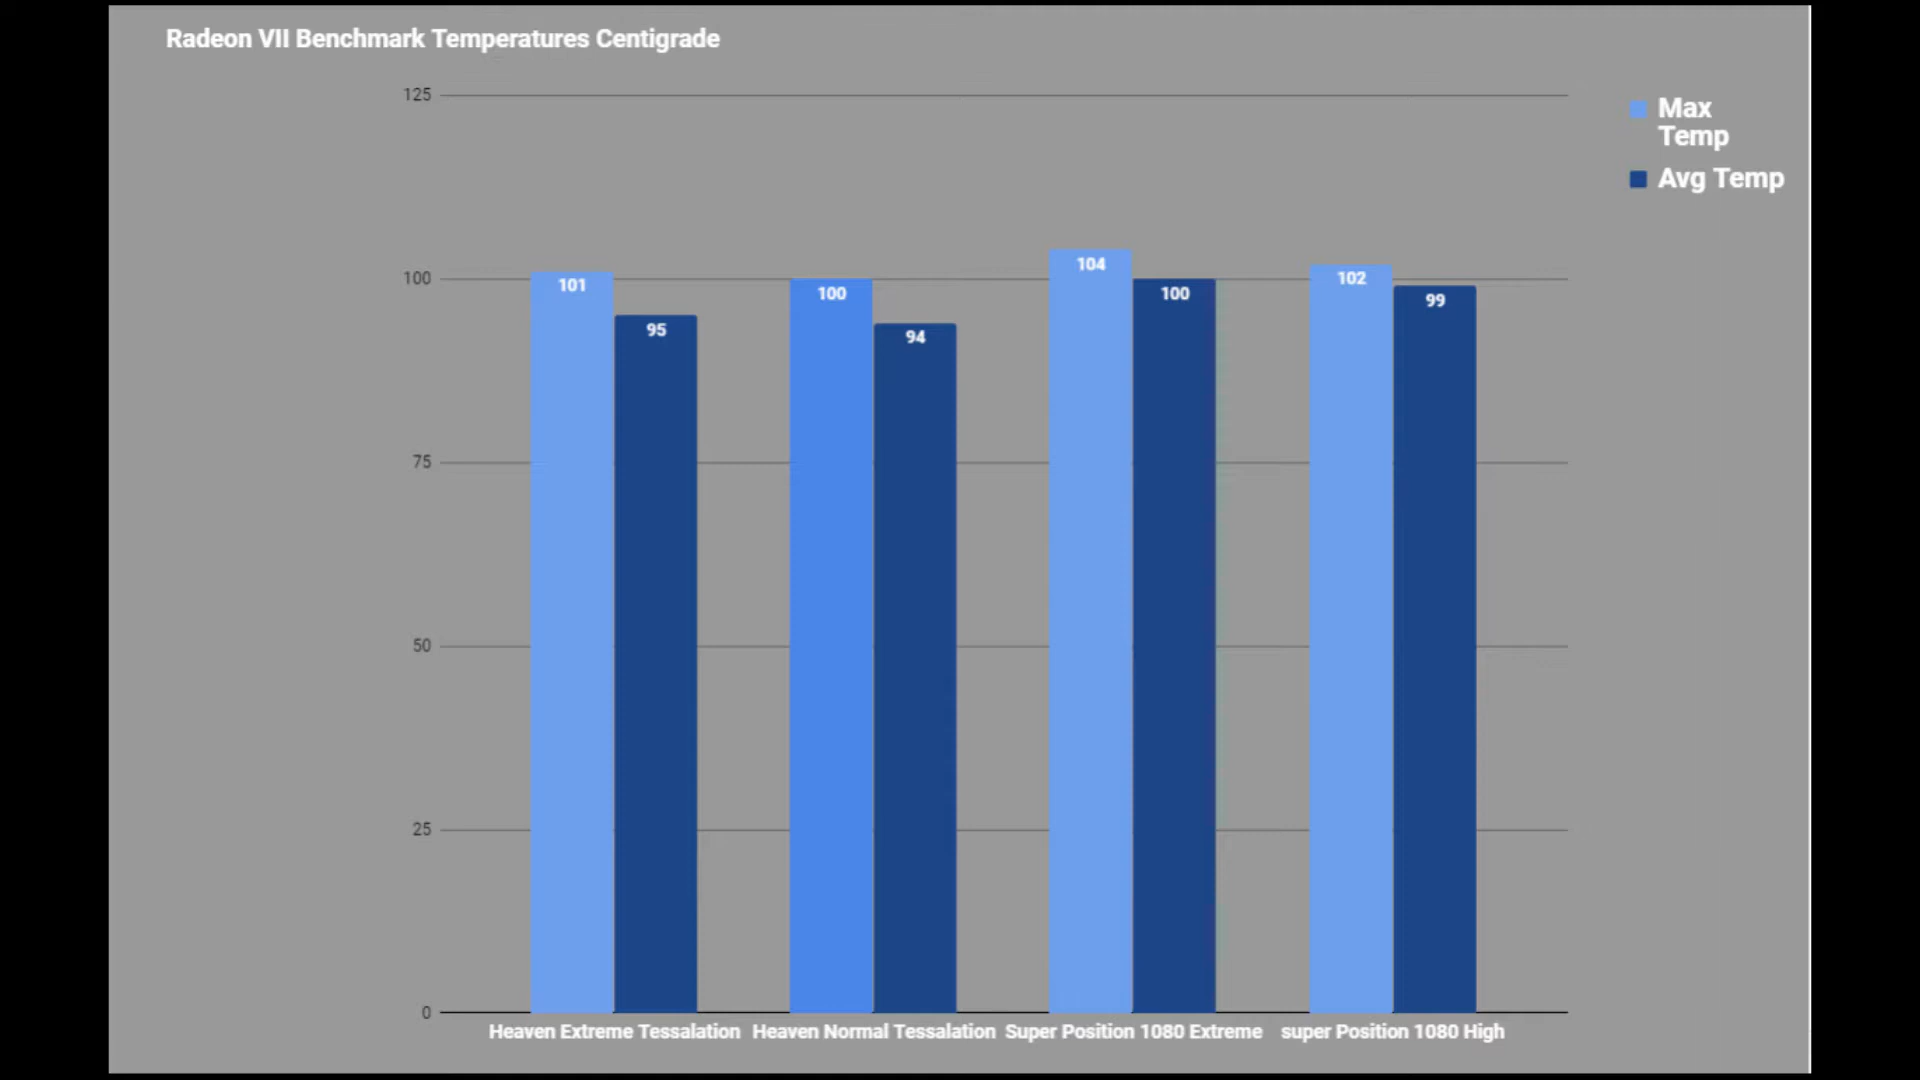 Radeon VII Benchmark Temperatures Centigrade
125
Max
Temp
Avg Temp
100
101
95
100
94
104
100
102
99
75
50
25
0
Heaven Extreme Tessalation
Heaven Normal Tessalation
Super Position 1080 Extreme
super Position 1080 High